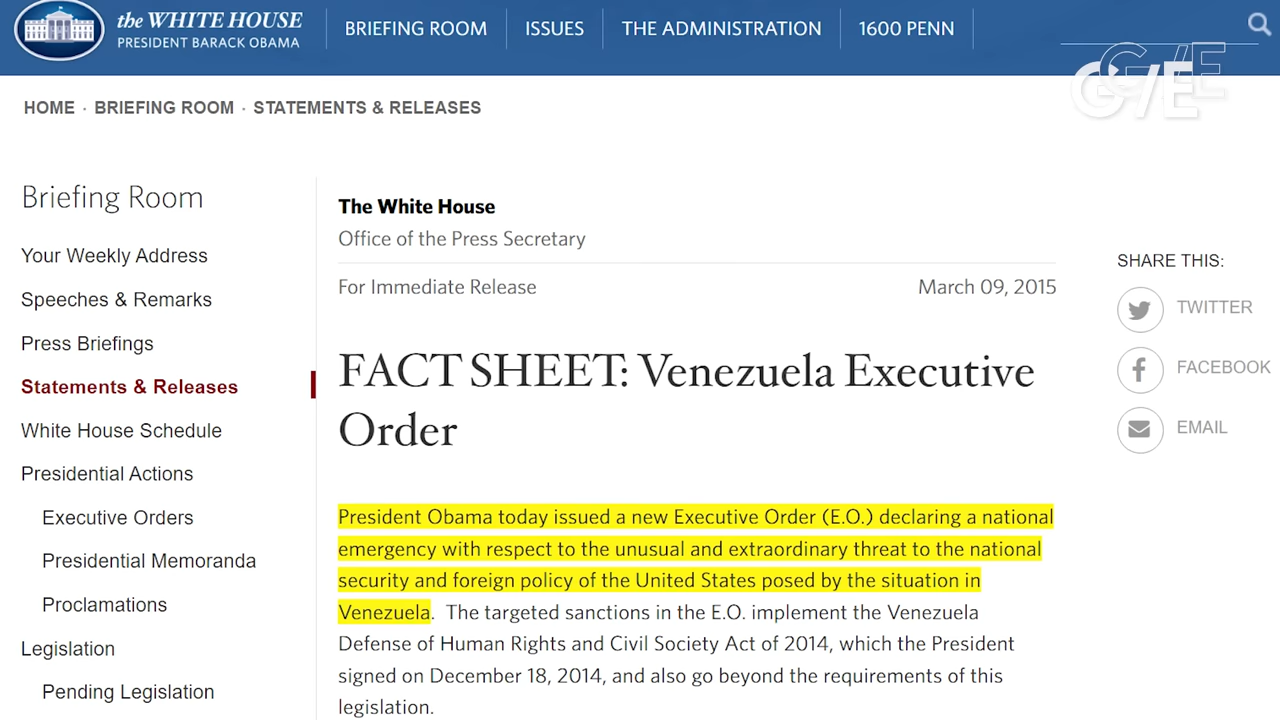 the WHITE HOUSE
PRESIDENT BARACK OBAMA
BRIEFING ROOM
ISSUES
THE ADMINISTRATION
1600 PENN
HOME · BRIEFING ROOM · STATEMENTS & RELEASES
Briefing Room
Your Weekly Address
Speeches & Remarks
Press Briefings
Statements & Releases
White House Schedule
Presidential Actions
Executive Orders
Presidential Memoranda
Proclamations
Legislation
Pending Legislation
The White House
Office of the Press Secretary
For Immediate Release
March 09, 2015
FACT SHEET: Venezuela Executive
Order
President Obama today issued a new Executive Order (E.O.) declaring a national
emergency with respect to the unusual and extraordinary threat to the national
security and foreign policy of the United States posed by the situation in
Venezuela. The targeted sanctions in the E.O. implement the Venezuela
Defense of Human Rights and Civil Society Act of 2014, which the President
signed on December 18, 2014, and also go beyond the requirements of this
legislation.
SHARE THIS:
TWITTER
FACEBOOK
EMAIL